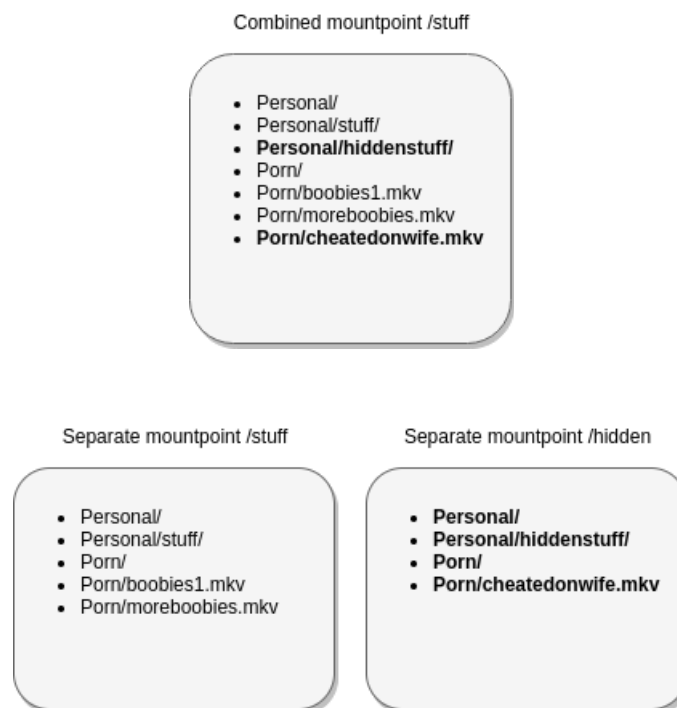 Combined mountpoint /stuff
Personal/
Personal/stuff/
Personal/hiddenstuff/
Porn/
Porn/boobies1.mkv
Porn/moreboobies.mkv
Porn/cheatedonwife.mkv
Separate mountpoint /stuff
Personal/
Personal/stuff/
Porn/
Porn/boobies1.mkv
Porn/moreboobies.mkv
Separate mountpoint /hidden
Personal/
Personal/hiddenstuff/
Porn/
Porn/cheatedonwife.mkv